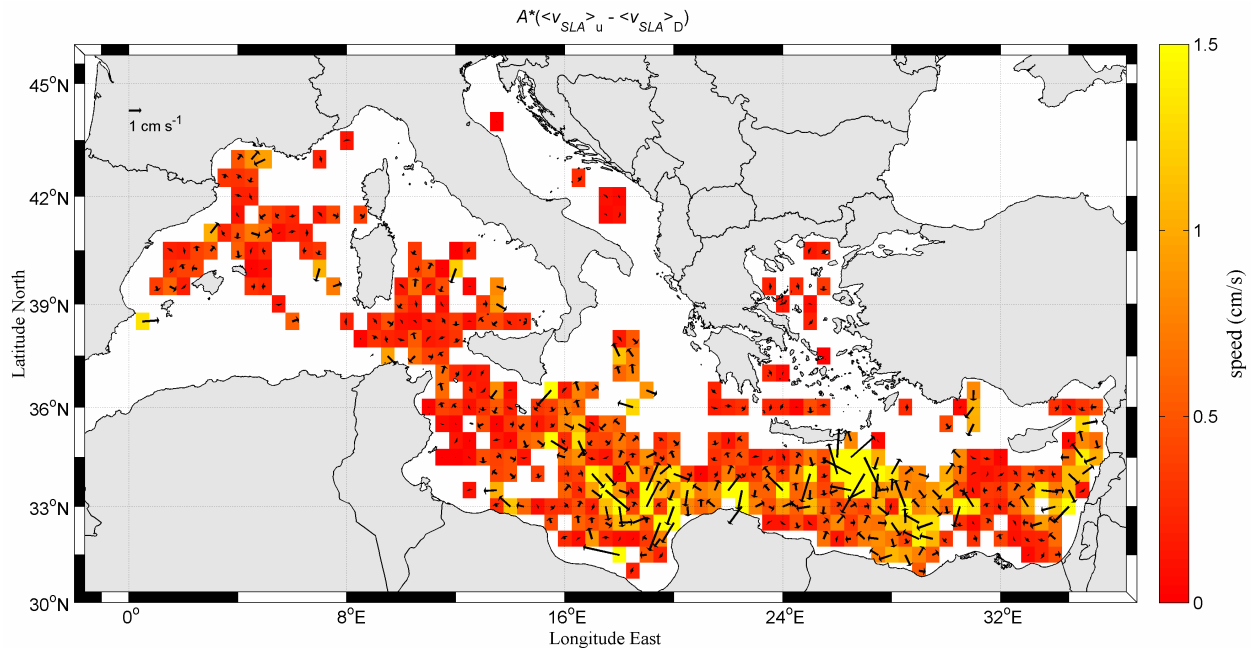 A*(<v_SLA>_u - <v_SLA>_D)
45°N
42°N
39°N
36°N
33°N
30°N
Latitude North
1 cm s⁻¹
0°
8°E
16°E
24°E
32°E
Longitude East
1.5
1
0.5
0
speed (cm/s)